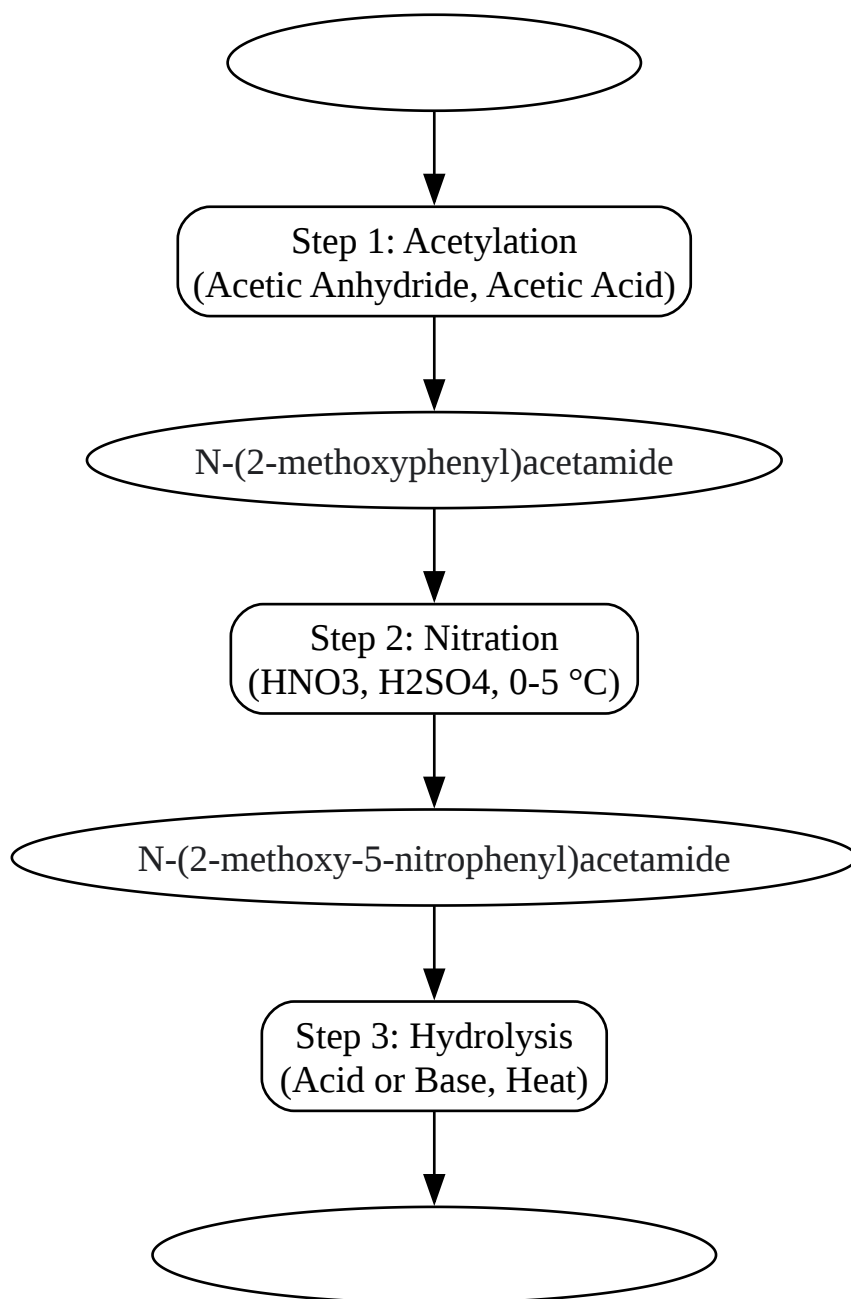 Step 1: Acetylation
(Acetic Anhydride, Acetic Acid)
N-(2-methoxyphenyl)acetamide
Step 2: Nitration
(HNO3, H2SO4, 0-5 °C)
N-(2-methoxy-5-nitrophenyl)acetamide
Step 3: Hydrolysis
(Acid or Base, Heat)